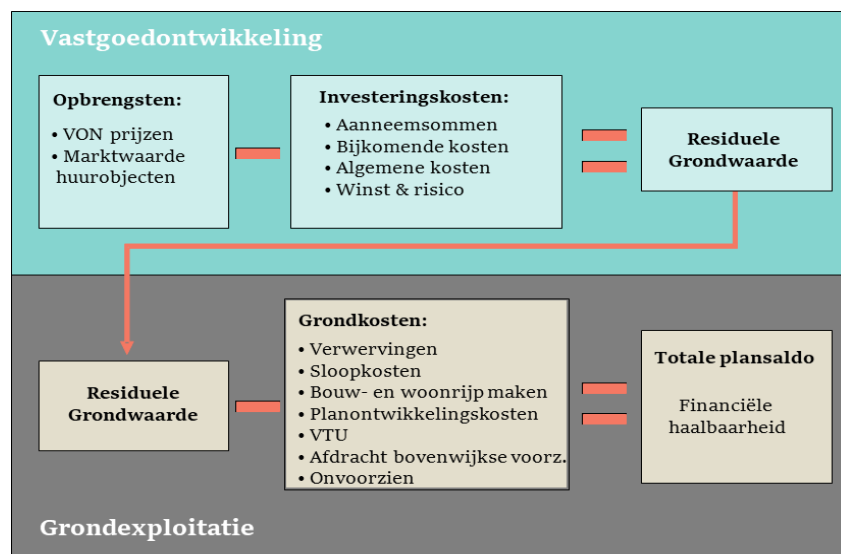 Vastgoedontwikkeling
Opbrengsten:
• VON prijzen
• Marktwaarde
huurobjecten
Investeringskosten:
• Aanneemsommen
• Bijkomende kosten
• Algemene kosten
• Winst & risico
Residuele
Grondwaarde
Residuele
Grondwaarde
Grondkosten:
• Verwervingen
• Sloopkosten
• Bouw- en woonrijp maken
• Planontwikkelingskosten
• VTU
• Afdracht bovenwijkse voorz.
• Onvoorzien
Totale plansaldo
Financiële
haalbaarheid
Grondexploitatie